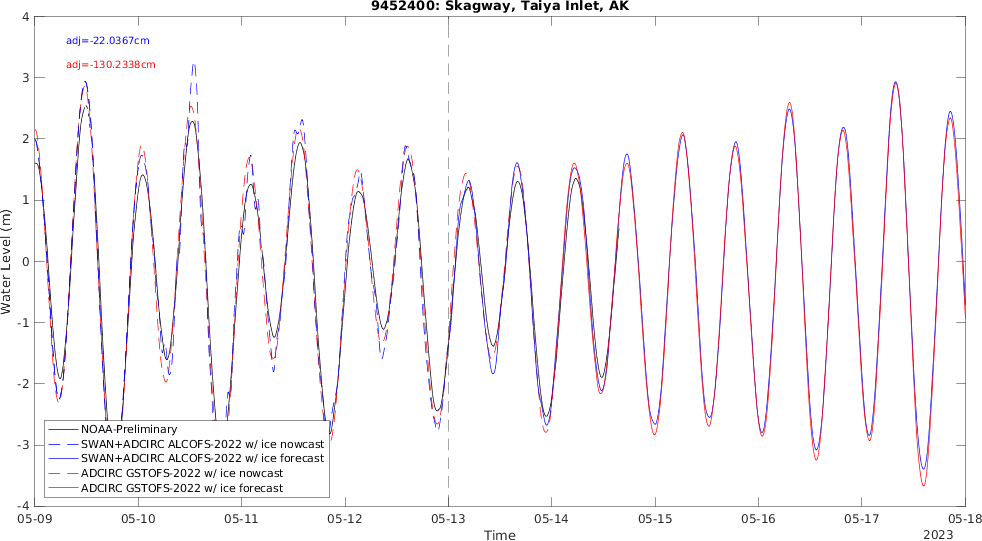 9452400: Skagway, Taiya Inlet, AK
4
adj=-22.0367cm
adj=-130.2338cm
3
2
1
0
-1
-2
-3
-4
Water Level (m)
NOAA-Preliminary
SWAN+ADCIRC ALCOFS-2022 w/ ice nowcast
SWAN+ADCIRC ALCOFS-2022 w/ ice forecast
ADCIRC GSTOFS-2022 w/ ice nowcast
ADCIRC GSTOFS-2022 w/ ice forecast
05-09 05-10 05-11 05-12 05-13 05-14 05-15 05-16 05-17 05-18
Time
2023